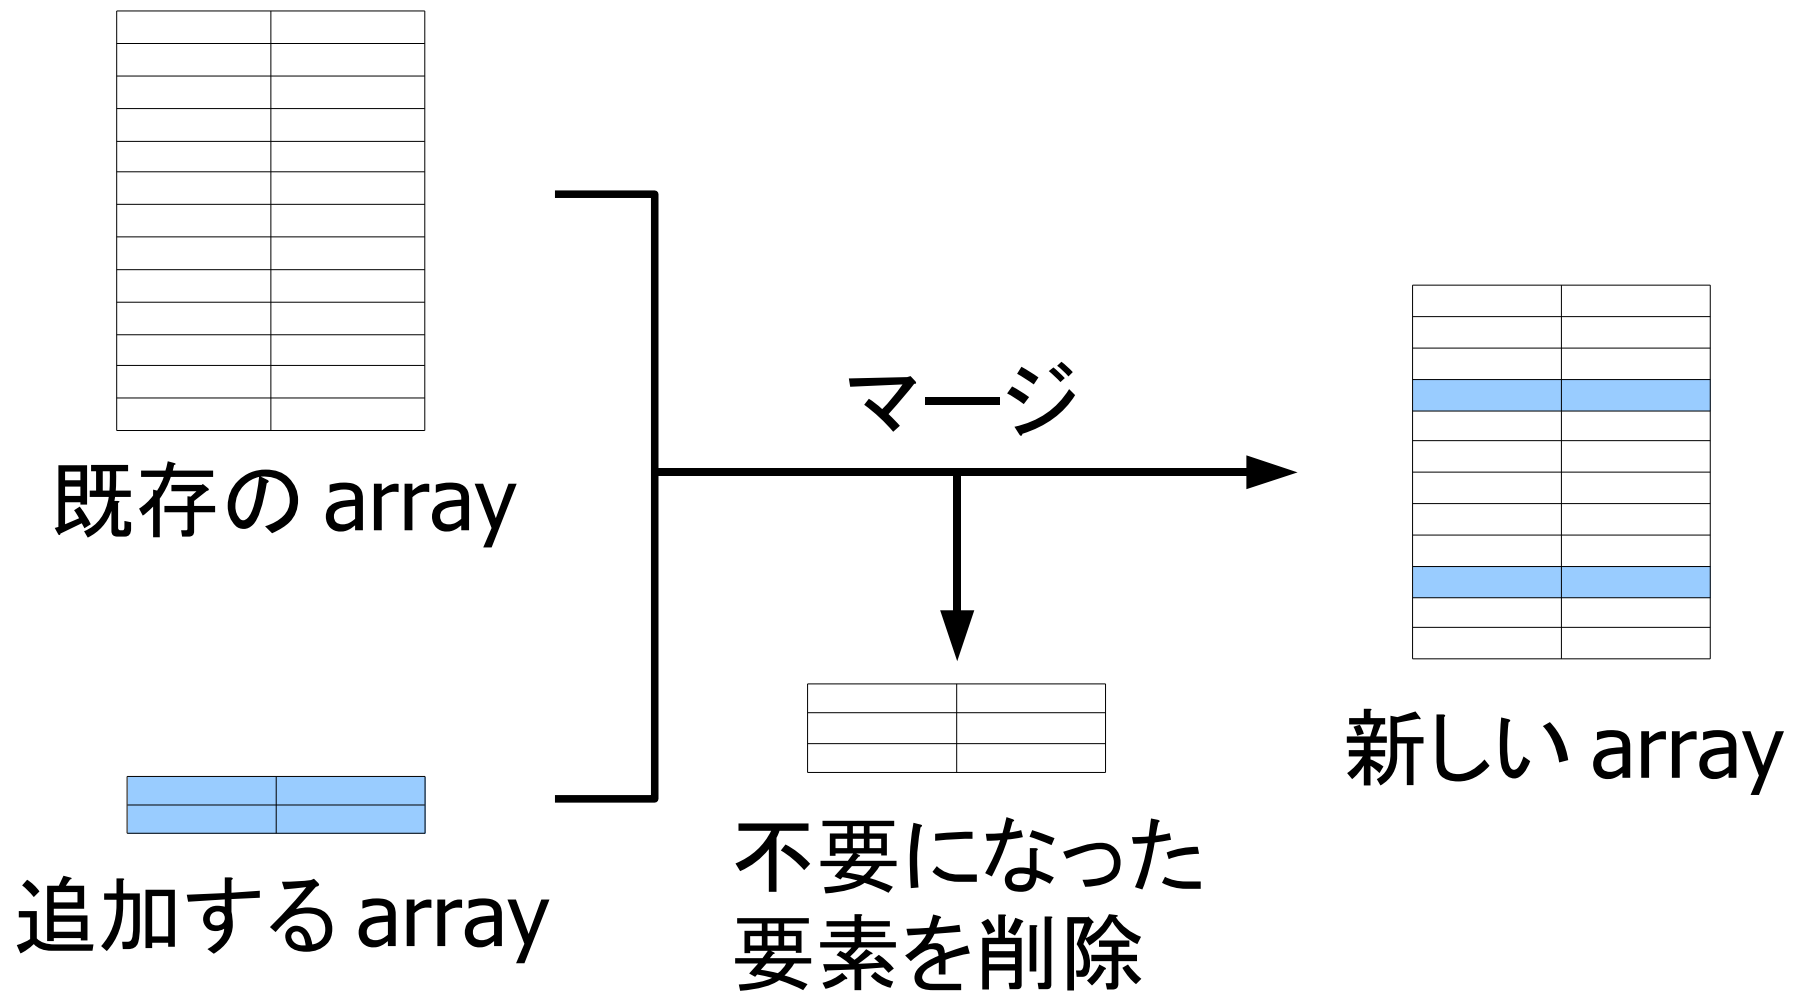 既存の array
マージ
新しい array
不要になった
要素を削除
追加する array